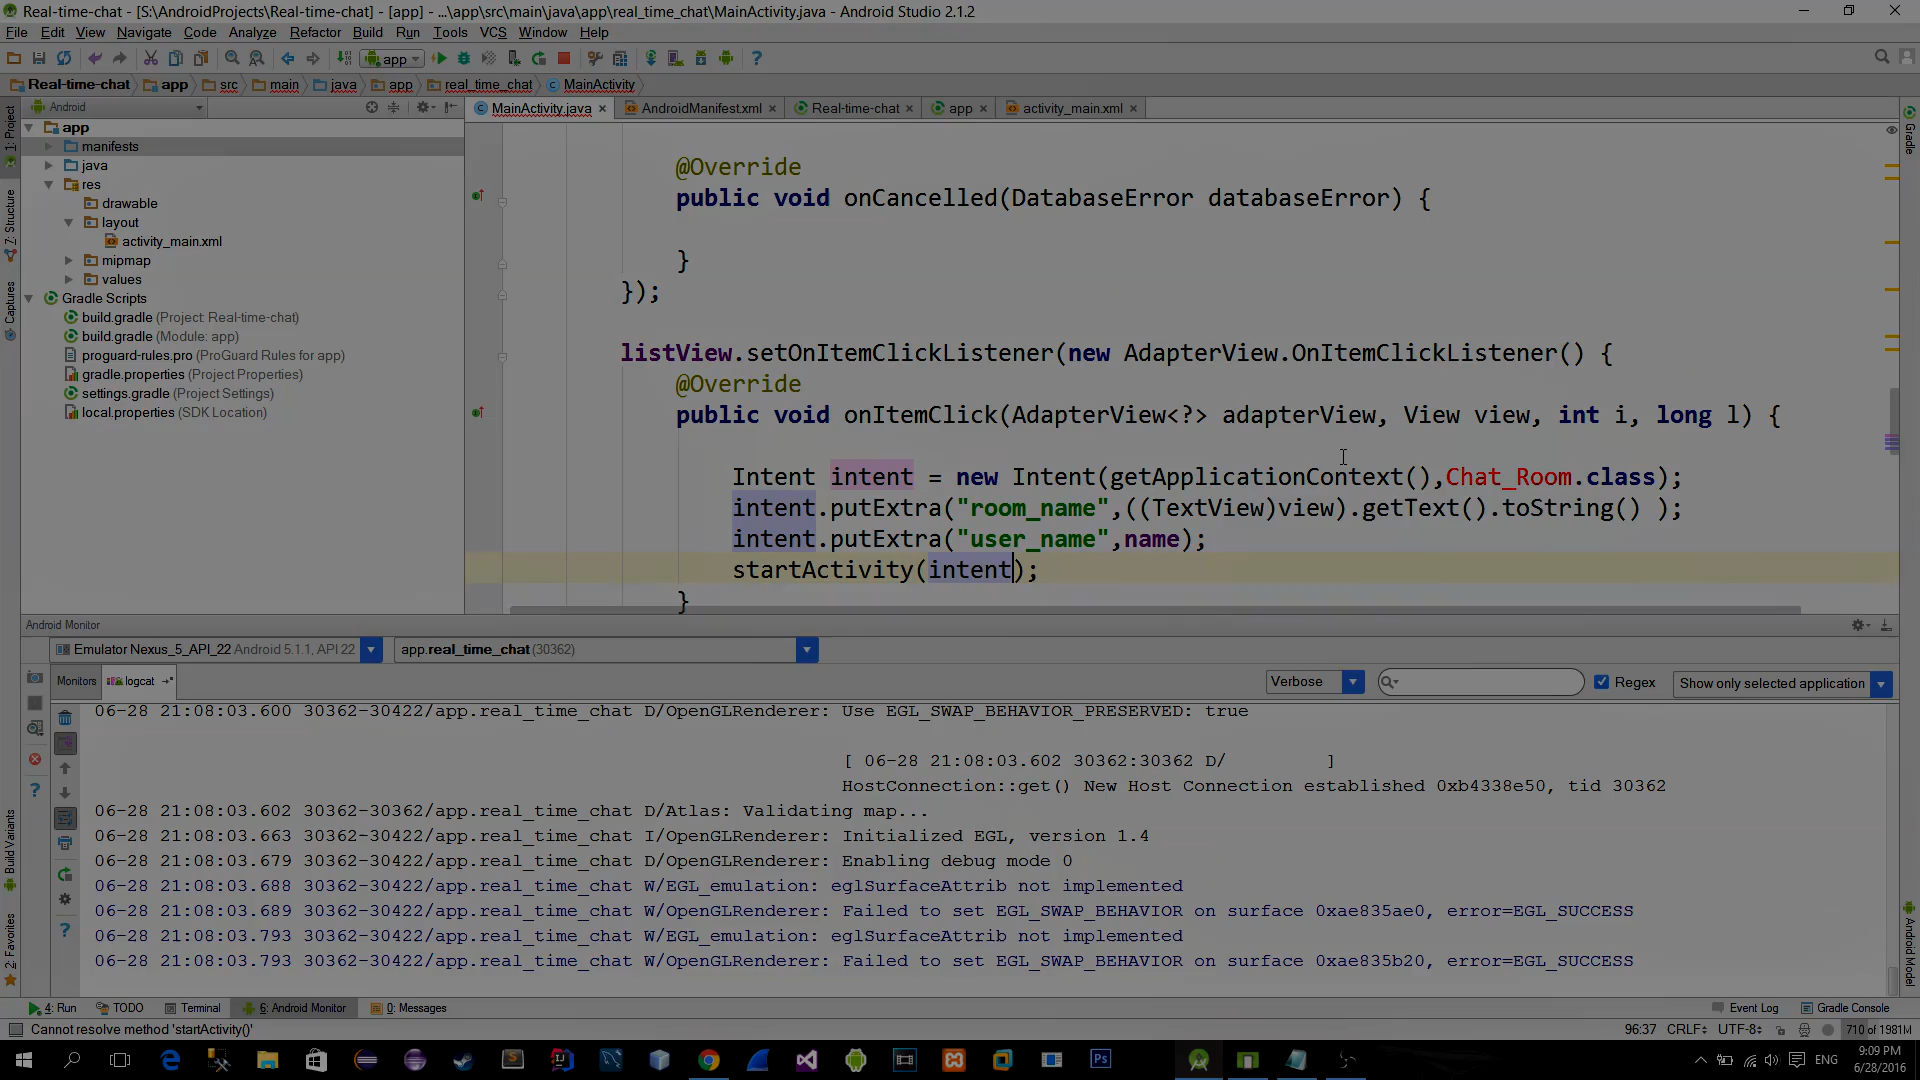 Real-time-chat - [S:\AndroidProjects\Real-time-chat] - [app] - ...\app\src\main\java\app\real_time_chat\MainActivity.java - Android Studio 2.1.2
File Edit View Navigate Code Analyze Refactor Build Run Tools VCS Window Help
app
Real-time-chat app src main java app real_time_chat MainActivity
Android
MainActivity.java AndroidManifest.xml Real-time-chat app activity_main.xml
1: Project
7: Structure
Captures
Build Variants
2: Favorites
Gradle
Android Model
app
manifests
java
res
drawable
layout
activity_main.xml
mipmap
values
Gradle Scripts
build.gradle (Project: Real-time-chat)
build.gradle (Module: app)
proguard-rules.pro (ProGuard Rules for app)
gradle.properties (Project Properties)
settings.gradle (Project Settings)
local.properties (SDK Location)
@Override
public void onCancelled(DatabaseError databaseError) {
}
});
listView.setOnItemClickListener(new AdapterView.OnItemClickListener() {
@Override
public void onItemClick(AdapterView<?> adapterView, View view, int i, long l) {
Intent intent = new Intent(getApplicationContext(),Chat_Room.class);
intent.putExtra("room_name",((TextView)view).getText().toString() );
intent.putExtra("user_name",name);
startActivity(intent);
}
Android Monitor
Emulator Nexus_5_API_22 Android 5.1.1, API 22 app.real_time_chat (30362)
Monitors logcat Verbose Regex Show only selected application
06-28 21:08:03.600 30362-30422/app.real_time_chat D/OpenGLRenderer: Use EGL_SWAP_BEHAVIOR_PRESERVED: true
[ 06-28 21:08:03.602 30362:30362 D/ ]
HostConnection::get() New Host Connection established 0xb4338e50, tid 30362
06-28 21:08:03.602 30362-30362/app.real_time_chat D/Atlas: Validating map...
06-28 21:08:03.663 30362-30422/app.real_time_chat I/OpenGLRenderer: Initialized EGL, version 1.4
06-28 21:08:03.679 30362-30422/app.real_time_chat D/OpenGLRenderer: Enabling debug mode 0
06-28 21:08:03.688 30362-30422/app.real_time_chat W/EGL_emulation: eglSurfaceAttrib not implemented
06-28 21:08:03.689 30362-30422/app.real_time_chat W/OpenGLRenderer: Failed to set EGL_SWAP_BEHAVIOR on surface 0xae835ae0, error=EGL_SUCCESS
06-28 21:08:03.793 30362-30422/app.real_time_chat W/EGL_emulation: eglSurfaceAttrib not implemented
06-28 21:08:03.793 30362-30422/app.real_time_chat W/OpenGLRenderer: Failed to set EGL_SWAP_BEHAVIOR on surface 0xae835b20, error=EGL_SUCCESS
4: Run TODO Terminal 6: Android Monitor 0: Messages Event Log Gradle Console
Cannot resolve method 'startActivity()' 96:37 CRLF UTF-8 710 of 1981M
ENG 9:09 PM
6/28/2016